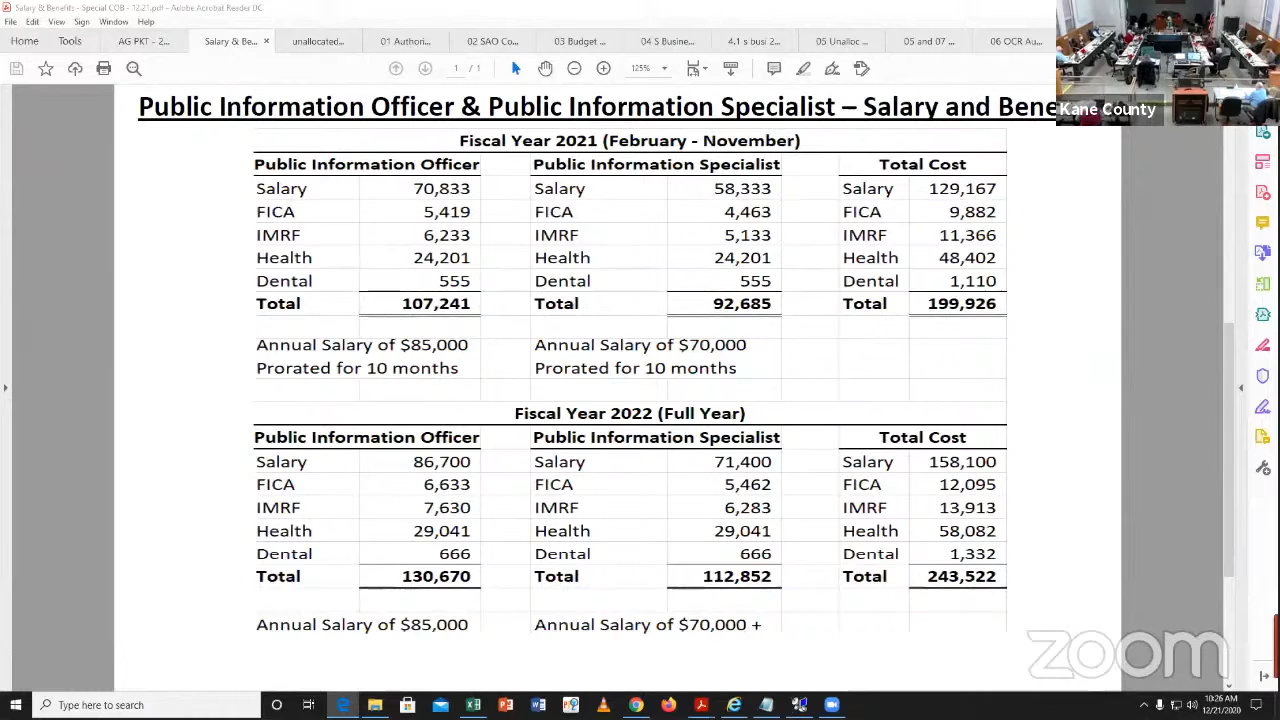 Salary & Benefits - Special COB - 12.21.pdf - Adobe Acrobat Reader DC
File Edit View Sign Window Help
Home Tools AG PKT - 2... Salary & Be... × unallocated... 01 Authori... 03 Budget ... 04 S Busine... 4.1 s busi 2... 05 Unalloc ... 3 and 07 ... 06 OCR Au...
1 / 1 125%
Kane County
Public Information Officer & Public Information Specialist – Salary and Bene
Fiscal Year 2021 (February - November)
Public Information Officer Public Information Specialist Total Cost
Salary 70,833 Salary 58,333 Salary 129,167
FICA 5,419 FICA 4,463 FICA 9,882
IMRF 6,233 IMRF 5,133 IMRF 11,366
Health 24,201 Health 24,201 Health 48,402
Dental 555 Dental 555 Dental 1,110
Total 107,241 Total 92,685 Total 199,926
Annual Salary of $85,000 Annual Salary of $70,000
Prorated for 10 months Prorated for 10 months
Fiscal Year 2022 (Full Year)
Public Information Officer Public Information Specialist Total Cost
Salary 86,700 Salary 71,400 Salary 158,100
FICA 6,633 FICA 5,462 FICA 12,095
IMRF 7,630 IMRF 6,283 IMRF 13,913
Health 29,041 Health 29,041 Health 58,082
Dental 666 Dental 666 Dental 1,332
Total 130,670 Total 112,852 Total 243,522
Annual Salary of $85,000 Annual Salary of $70,000 +
zoom
Type here to search
10:26 AM
12/21/2020